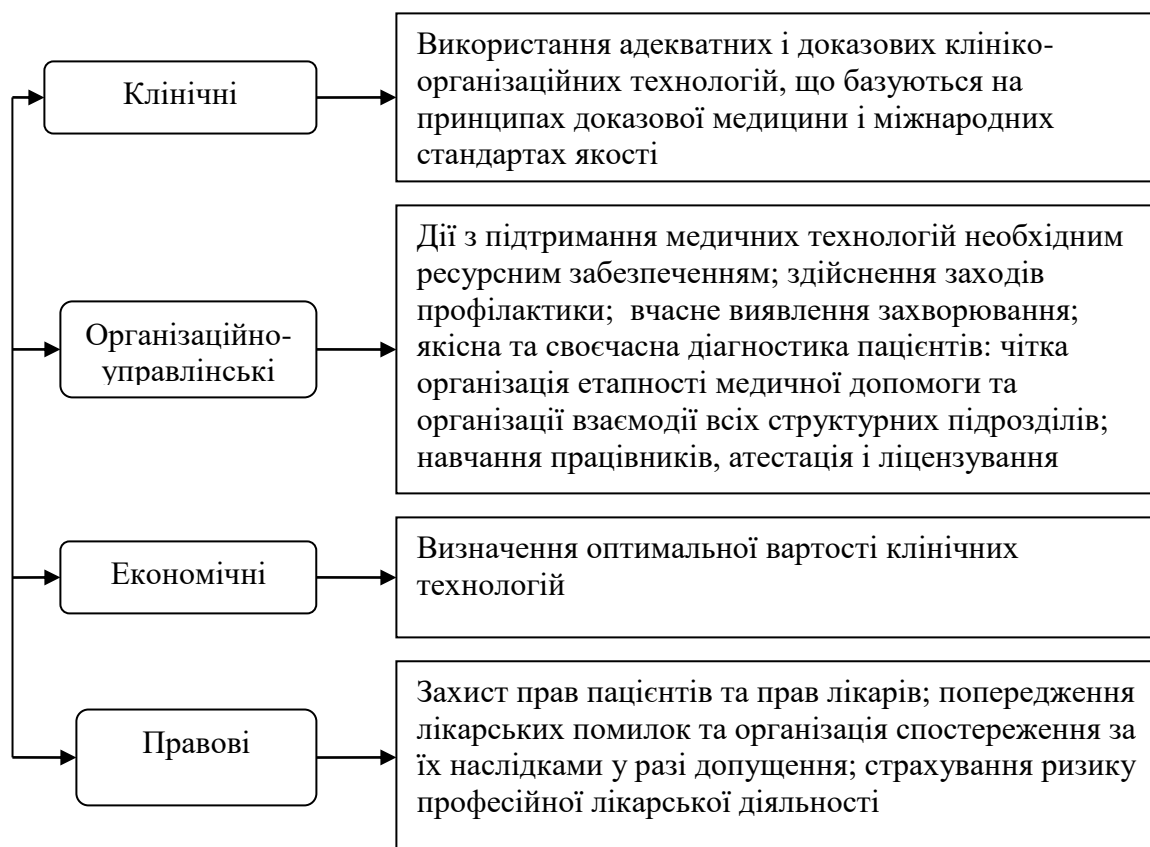 Клінічні
Використання адекватних і доказових клініко-
організаційних технологій, що базуються на
принципах доказової медицини і міжнародних
стандартах якості
Організаційно-
управлінські
Дії з підтримання медичних технологій необхідним
ресурсним забезпеченням; здійснення заходів
профілактики; вчасне виявлення захворювання;
якісна та своєчасна діагностика пацієнтів: чітка
організація етапності медичної допомоги та
організації взаємодії всіх структурних підрозділів;
навчання працівників, атестація і ліцензування
Економічні
Визначення оптимальної вартості клінічних
технологій
Правові
Захист прав пацієнтів та прав лікарів; попередження
лікарських помилок та організація спостереження за
їх наслідками у разі допущення; страхування ризику
професійної лікарської діяльності